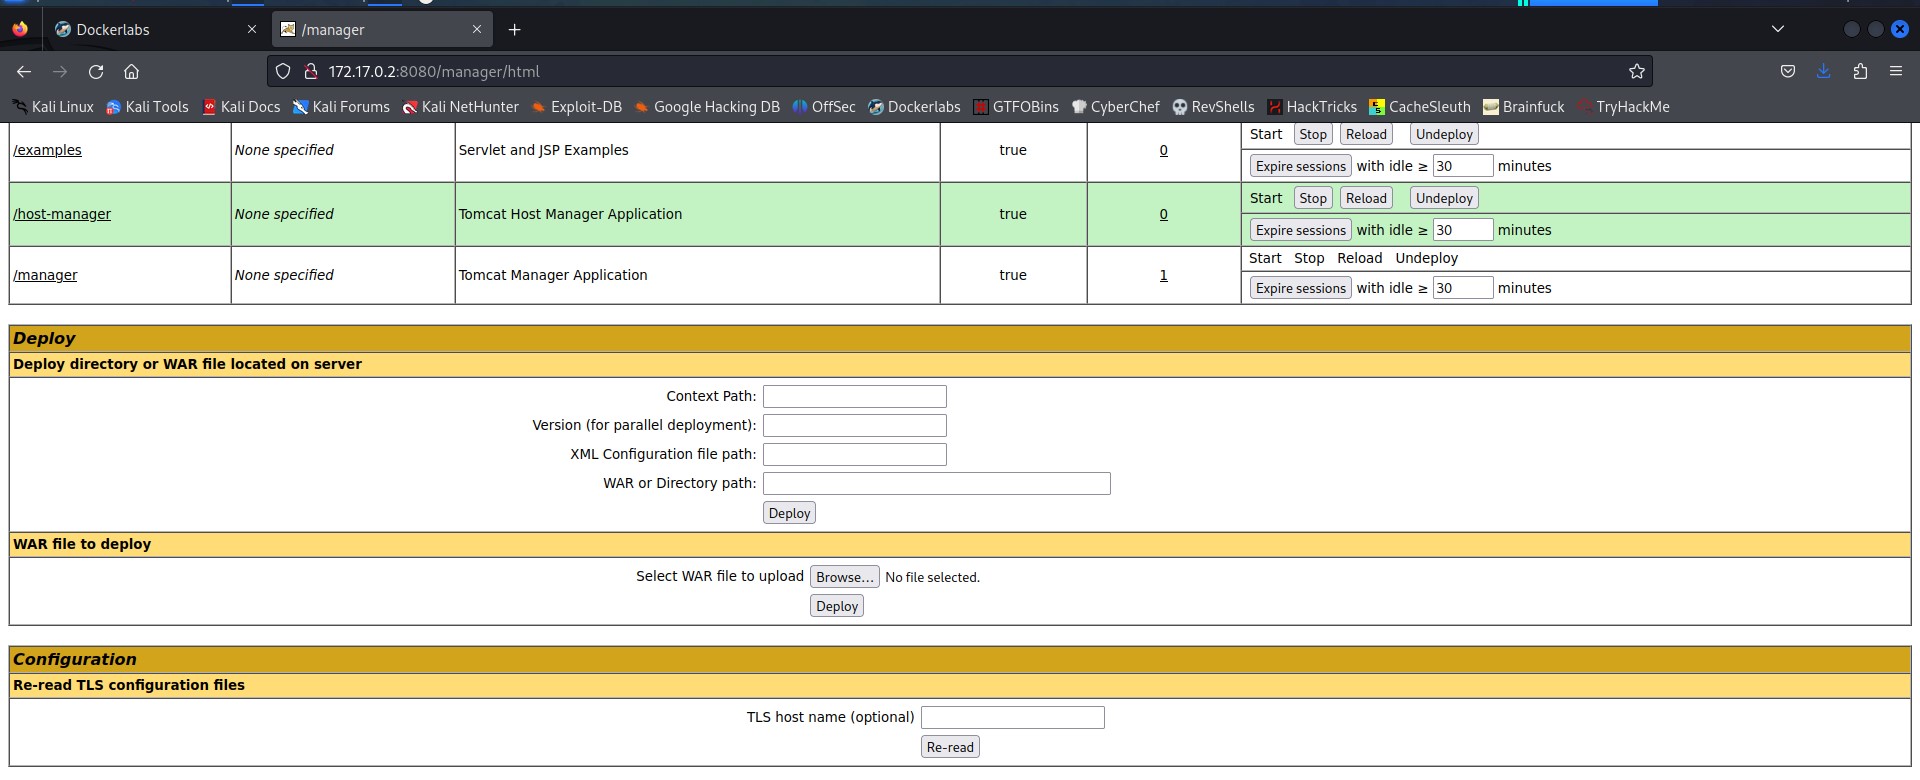 Dockerlabs
/manager
172.17.0.2:8080/manager/html
Kali Linux Kali Tools Kali Docs Kali Forums Kali NetHunter Exploit-DB Google Hacking DB OffSec Dockerlabs GTFOBins CyberChef RevShells HackTricks CacheSleuth Brainfuck TryHackMe
/examples None specified Servlet and JSP Examples true 0 Start Stop Reload Undeploy
Expire sessions with idle ≥ 30 minutes
/host-manager None specified Tomcat Host Manager Application true 0 Start Stop Reload Undeploy
Expire sessions with idle ≥ 30 minutes
/manager None specified Tomcat Manager Application true 1 Start Stop Reload Undeploy
Expire sessions with idle ≥ 30 minutes
Deploy
Deploy directory or WAR file located on server
Context Path:
Version (for parallel deployment):
XML Configuration file path:
WAR or Directory path:
Deploy
WAR file to deploy
Select WAR file to upload Browse... No file selected.
Deploy
Configuration
Re-read TLS configuration files
TLS host name (optional)
Re-read